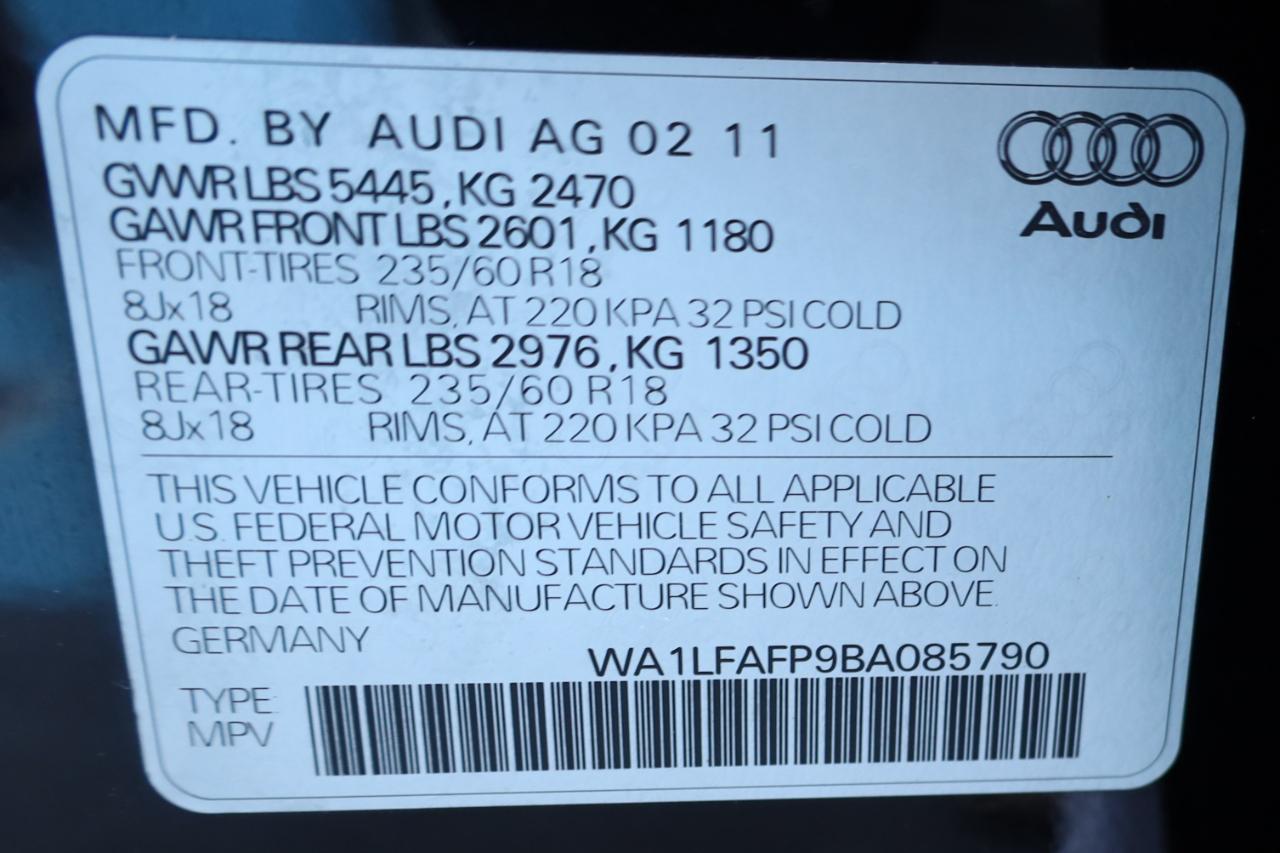 MFD. BY AUDI AG 02 11
GVWR LBS 5445, KG 2470
GAWR FRONT LBS 2601, KG 1180
FRONT-TIRES 235/60 R18
8Jx18 RIMS, AT 220 KPA 32 PSI COLD
GAWR REAR LBS 2976, KG 1350
REAR-TIRES 235/60 R18
8Jx18 RIMS, AT 220 KPA 32 PSI COLD
Audi
THIS VEHICLE CONFORMS TO ALL APPLICABLE
U.S. FEDERAL MOTOR VEHICLE SAFETY AND
THEFT PREVENTION STANDARDS IN EFFECT ON
THE DATE OF MANUFACTURE SHOWN ABOVE.
GERMANY
WA1LFAFP9BA085790
TYPE:
MPV